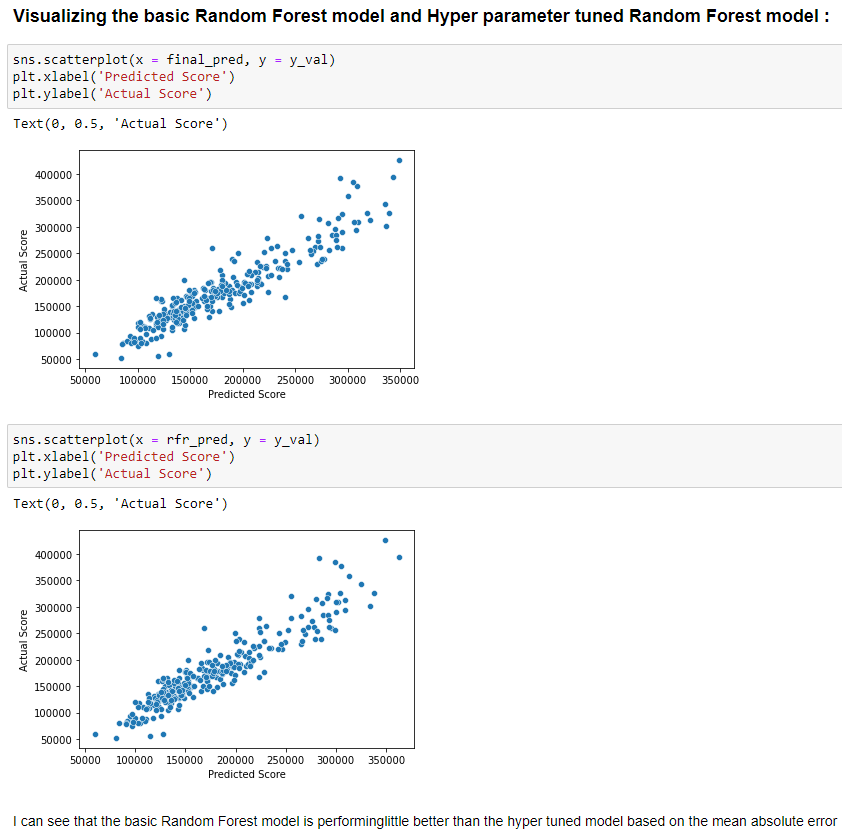 Visualizing the basic Random Forest model and Hyper parameter tuned Random Forest model :
sns.scatterplot(x = final_pred, y = y_val)
plt.xlabel('Predicted Score')
plt.ylabel('Actual Score')
Text(0, 0.5, 'Actual Score')
Actual Score
400000
350000
300000
250000
200000
150000
100000
50000
50000 100000 150000 200000 250000 300000 350000
Predicted Score
sns.scatterplot(x = rfr_pred, y = y_val)
plt.xlabel('Predicted Score')
plt.ylabel('Actual Score')
Text(0, 0.5, 'Actual Score')
Actual Score
400000
350000
300000
250000
200000
150000
100000
50000
50000 100000 150000 200000 250000 300000 350000
Predicted Score
I can see that the basic Random Forest model is performinglittle better than the hyper tuned model based on the mean absolute error